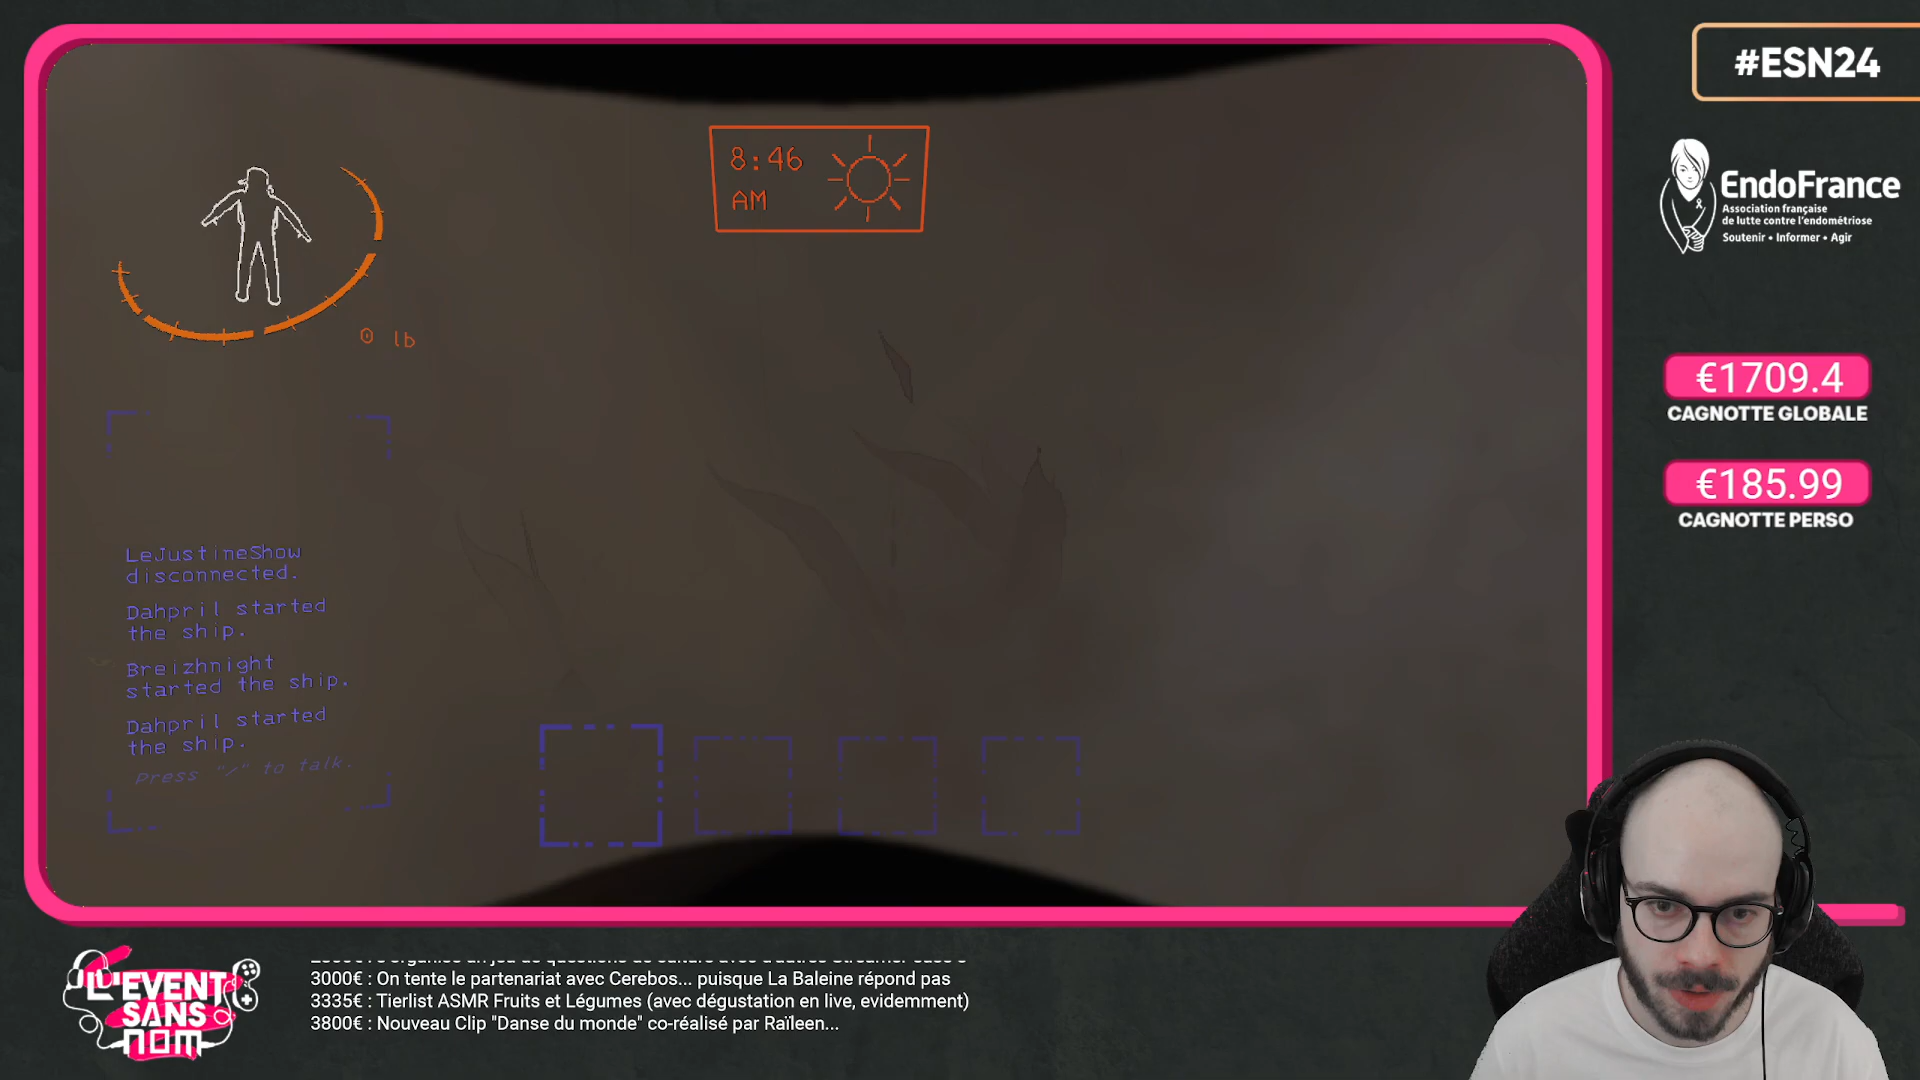 8:46
AM
0 lb
LeJustineShow
disconnected.
Dahpril started
the ship.
Breizhnight
started the ship.
Dahpril started
the ship.
Press "/" to talk.
#ESN24
EndoFrance
Association française
de lutte contre l'endométriose
Soutenir • Informer • Agir
€1709.4
CAGNOTTE GLOBALE
€185.99
CAGNOTTE PERSO
L'EVENT
SANS
NOM
3000€ : On tente le partenariat avec Cerebos... puisque La Baleine répond pas
3335€ : Tierlist ASMR Fruits et Légumes (avec dégustation en live, evidemment)
3800€ : Nouveau Clip "Danse du monde" co-réalisé par Raïleen...